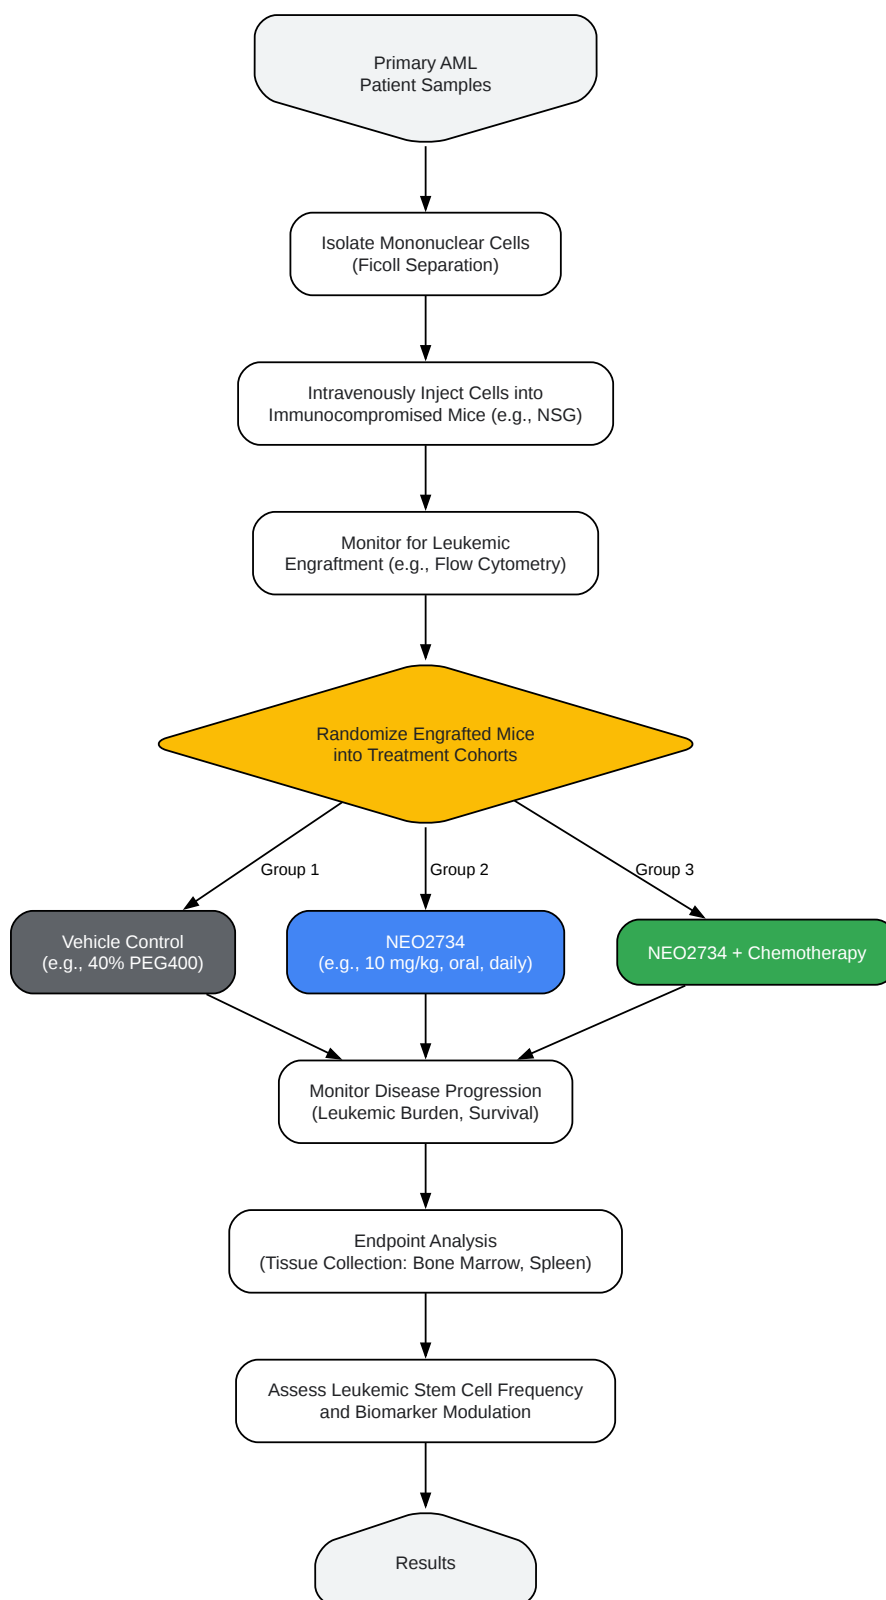 Primary AML
Patient Samples
Isolate Mononuclear Cells
(Ficoll Separation)
Intravenously Inject Cells into
Immunocompromised Mice (e.g., NSG)
Monitor for Leukemic
Engraftment (e.g., Flow Cytometry)
Randomize Engrafted Mice
into Treatment Cohorts
Group 1
Group 2
Group 3
Vehicle Control
(e.g., 40% PEG400)
NEO2734
(e.g., 10 mg/kg, oral, daily)
NEO2734 + Chemotherapy
Monitor Disease Progression
(Leukemic Burden, Survival)
Endpoint Analysis
(Tissue Collection: Bone Marrow, Spleen)
Assess Leukemic Stem Cell Frequency
and Biomarker Modulation
Results